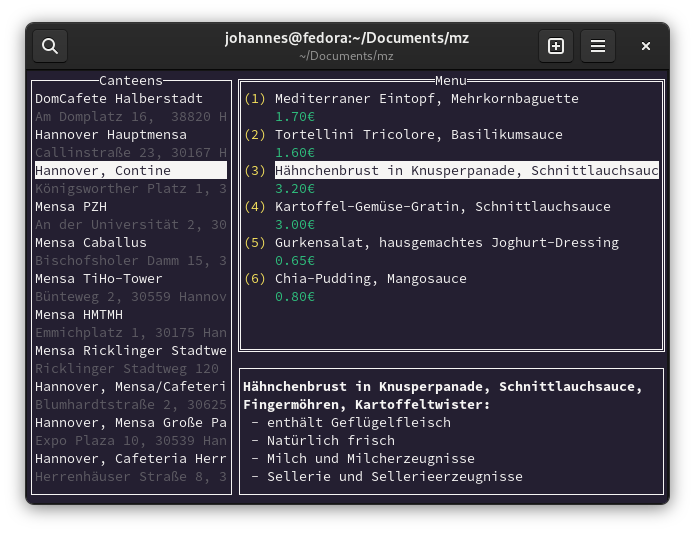 johannes@fedora:~/Documents/mz
~/Documents/mz
Canteens
DomCafete Halberstadt
Am Domplatz 16,  38820 H
Hannover Hauptmensa
Callinstraße 23, 30167 H
Hannover, Contine
Königsworther Platz 1, 3
Mensa PZH
An der Universität 2, 30
Mensa Caballus
Bischofsholer Damm 15, 3
Mensa TiHo-Tower
Bünteweg 2, 30559 Hannov
Mensa HMTMH
Emmichplatz 1, 30175 Han
Mensa Ricklinger Stadtwe
Ricklinger Stadtweg 120
Hannover, Mensa/Cafeteri
Blumhardtstraße 2, 30625
Hannover, Mensa Große Pa
Expo Plaza 10, 30539 Han
Hannover, Cafeteria Herr
Herrenhäuser Straße 8, 3
Menu
(1) Mediterraner Eintopf, Mehrkornbaguette
1.70€
(2) Tortellini Tricolore, Basilikumsauce
1.60€
(3) Hähnchenbrust in Knusperpanade, Schnittlauchsauc
3.20€
(4) Kartoffel-Gemüse-Gratin, Schnittlauchsauce
3.00€
(5) Gurkensalat, hausgemachtes Joghurt-Dressing
0.65€
(6) Chia-Pudding, Mangosauce
0.80€
Hähnchenbrust in Knusperpanade, Schnittlauchsauce,
Fingermöhren, Kartoffeltwister:
- enthält Geflügelfleisch
- Natürlich frisch
- Milch und Milcherzeugnisse
- Sellerie und Sellerieerzeugnisse